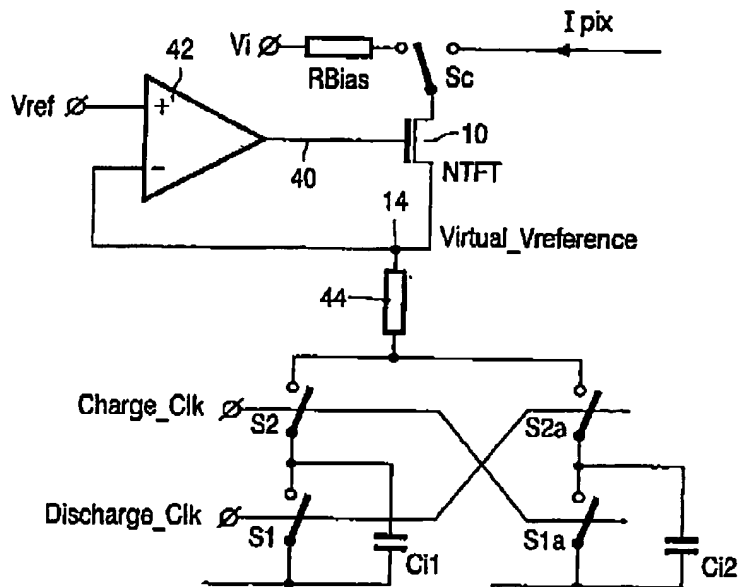 I pix
Vi
RBias
Sc
42
Vref
+
-
40
10
NTFT
14
Virtual_Vreference
44
Charge_Clk
S2
S2a
Discharge_Clk
S1
Ci1
S1a
Ci2